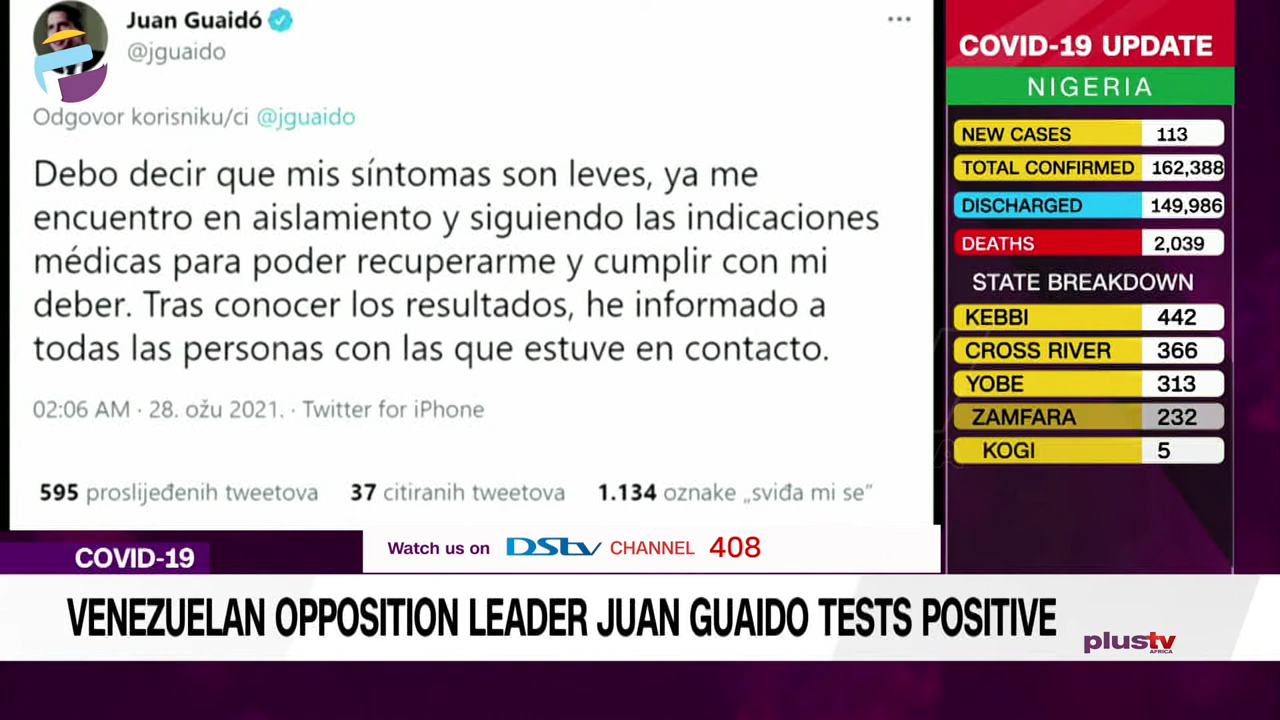 Juan Guaidó
@jguaido
Odgovor korisniku/ci @jguaido
Debo decir que mis síntomas son leves, ya me
encuentro en aislamiento y siguiendo las indicaciones
médicas para poder recuperarme y cumplir con mi
deber. Tras conocer los resultados, he informado a
todas las personas con las que estuve en contacto.
02:06 AM · 28. ožu 2021. · Twitter for iPhone
595 proslijeđenih tweetova 37 citiranih tweetova 1.134 oznake „sviđa mi se”
COVID-19 UPDATE
NIGERIA
NEW CASES 113
TOTAL CONFIRMED 162,388
DISCHARGED 149,986
DEATHS 2,039
STATE BREAKDOWN
KEBBI 442
CROSS RIVER 366
YOBE 313
ZAMFARA 232
KOGI 5
Watch us on DStv CHANNEL 408
COVID-19
VENEZUELAN OPPOSITION LEADER JUAN GUAIDO TESTS POSITIVE
plustv
AFRICA